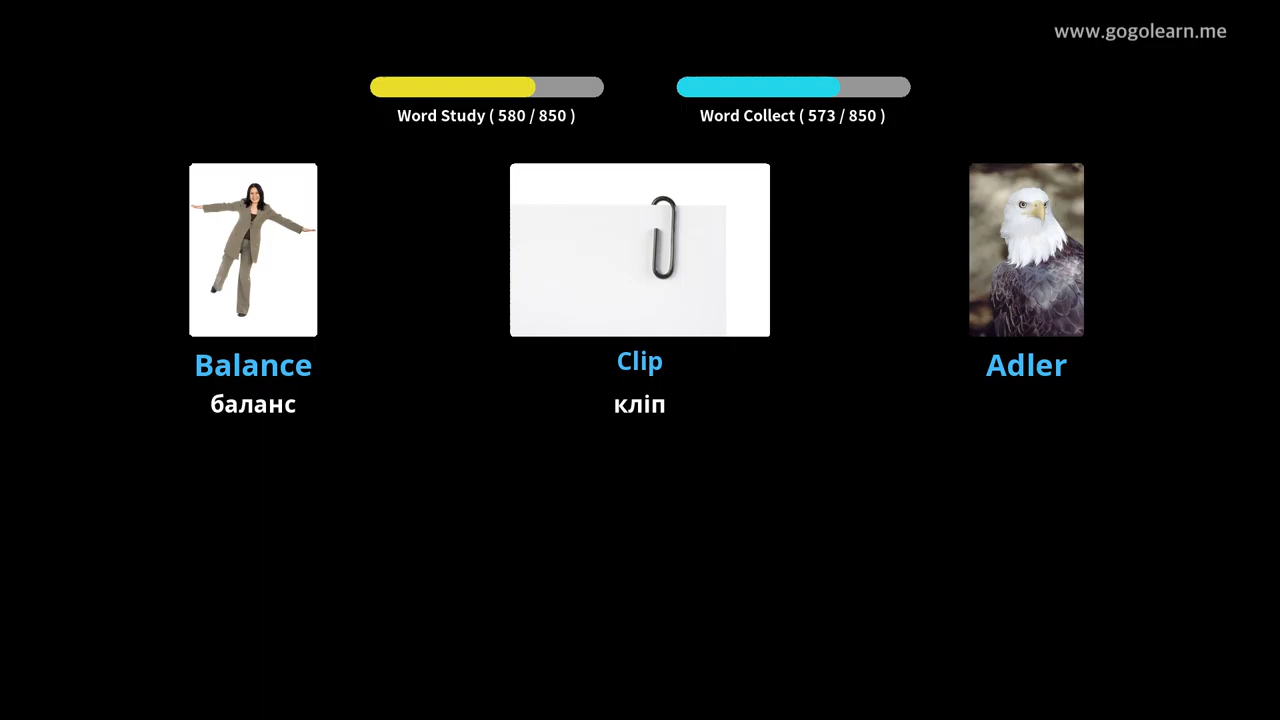 www.gogolearn.me
Word Study ( 580 / 850 )
Word Collect ( 573 / 850 )
Balance
баланс
Clip
кліп
Adler